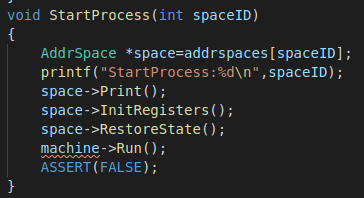 void StartProcess(int spaceID)
{
    AddrSpace *space=addrspaces[spaceID];
    printf("StartProcess:%d\n",spaceID);
    space->Print();
    space->InitRegisters();
    space->RestoreState();
    machine->Run();
    ASSERT(FALSE);
}